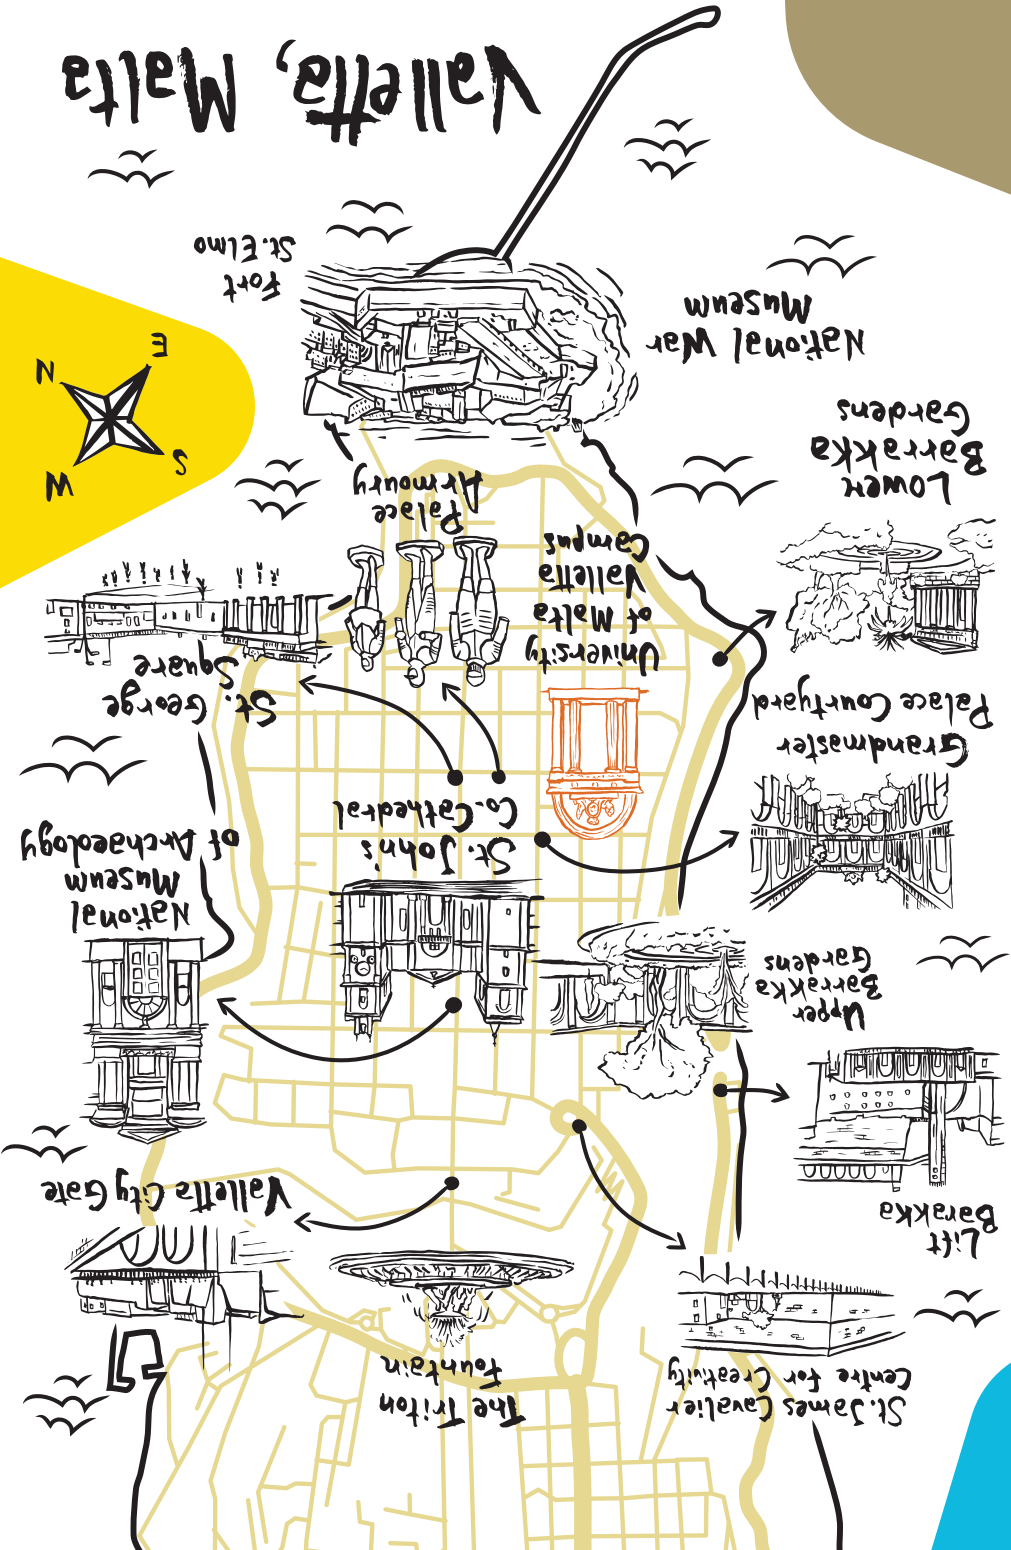 St.James Cavalier
Centre for Creativity
The Triton
Fountain
Lift
Barakka
Valletta City Gate
Upper
Barrakka
Gardens
National
Museum
of Archaeology
St. John's
Co.Cathedral
Grandmaster
Palace Courtyard
St. George
Square
University
of Malta
Valletta
Campus
Palace
Armoury
Lower
Barrakka
Gardens
W
S
N
E
National War
Museum
Fort
St.Elmo
Valletta, Malta